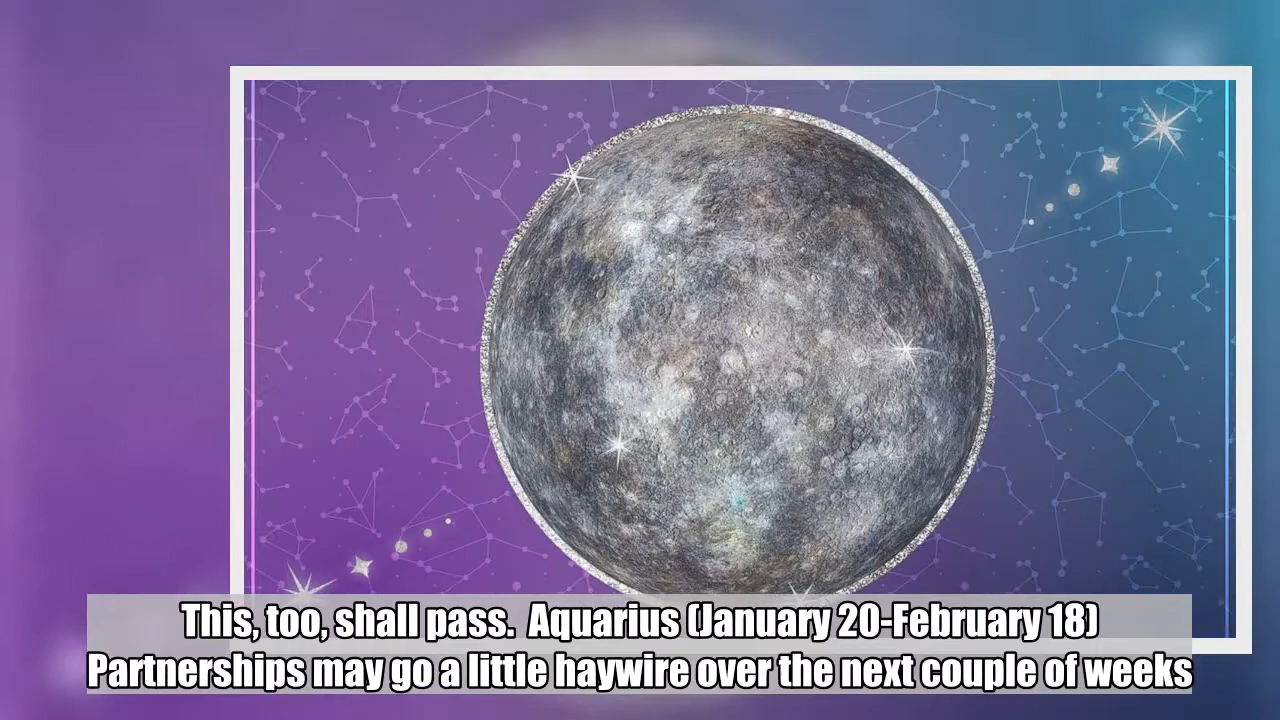 This, too, shall pass.  Aquarius (January 20-February 18)
Partnerships may go a little haywire over the next couple of weeks